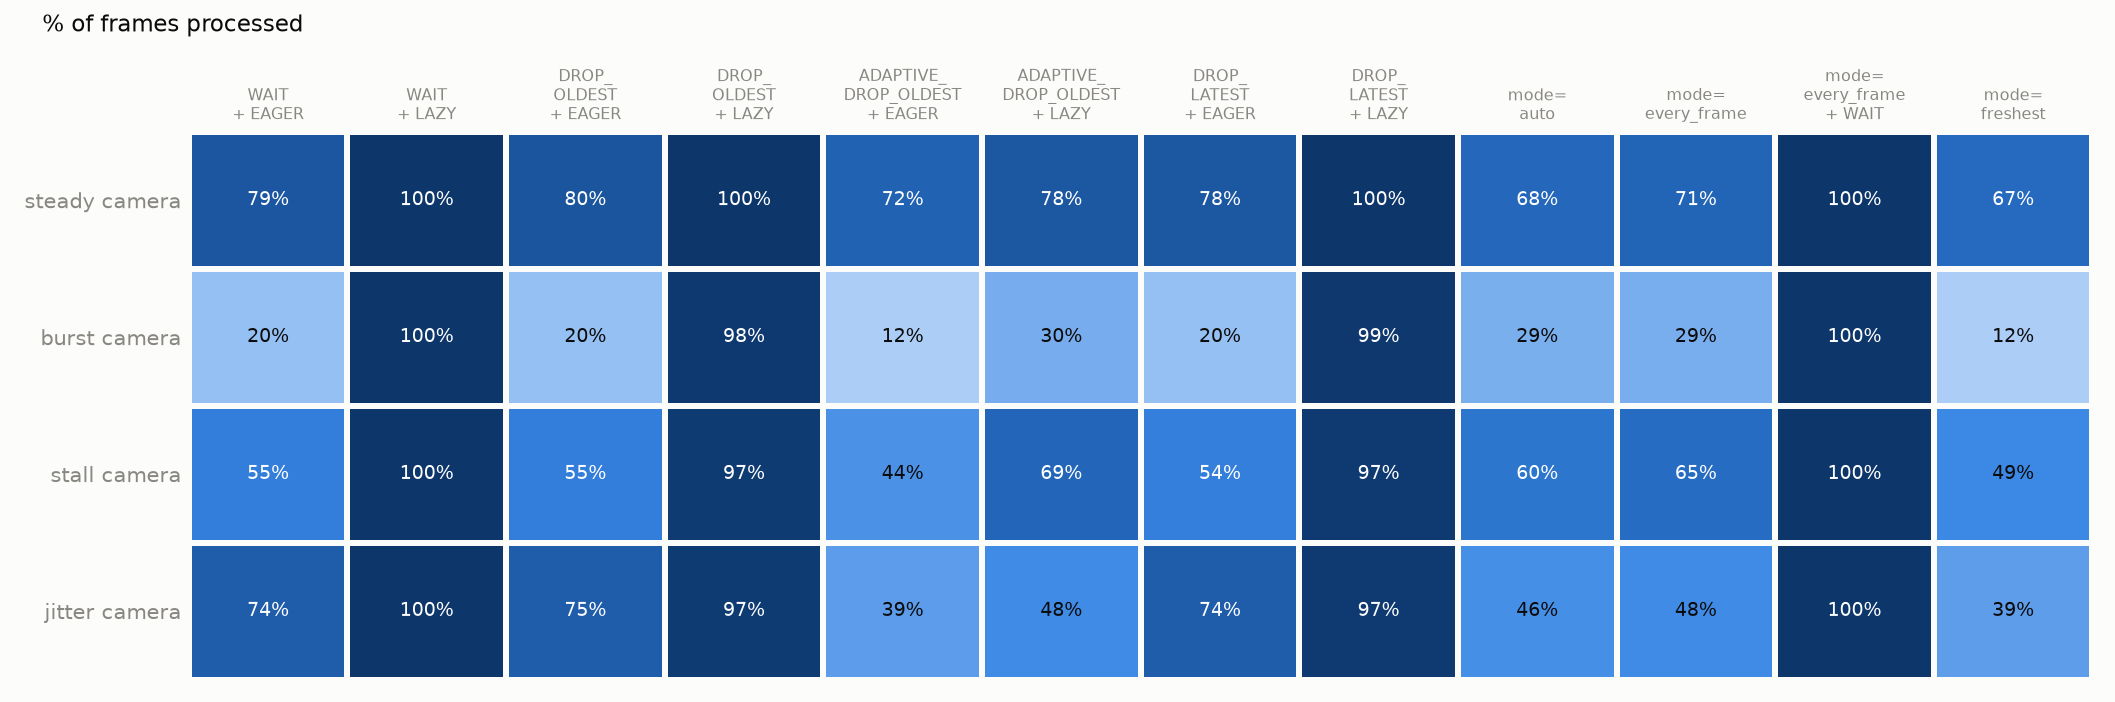 % of frames processed
WAIT
+ EAGER
WAIT
+ LAZY
DROP_
OLDEST
+ EAGER
DROP_
OLDEST
+ LAZY
ADAPTIVE_
DROP_OLDEST
+ EAGER
ADAPTIVE_
DROP_OLDEST
+ LAZY
DROP_
LATEST
+ EAGER
DROP_
LATEST
+ LAZY
mode=
auto
mode=
every_frame
mode=
every_frame
+ WAIT
mode=
freshest
steady camera 79% 100% 80% 100% 72% 78% 78% 100% 68% 71% 100% 67%
burst camera 20% 100% 20% 98% 12% 30% 20% 99% 29% 29% 100% 12%
stall camera 55% 100% 55% 97% 44% 69% 54% 97% 60% 65% 100% 49%
jitter camera 74% 100% 75% 97% 39% 48% 74% 97% 46% 48% 100% 39%